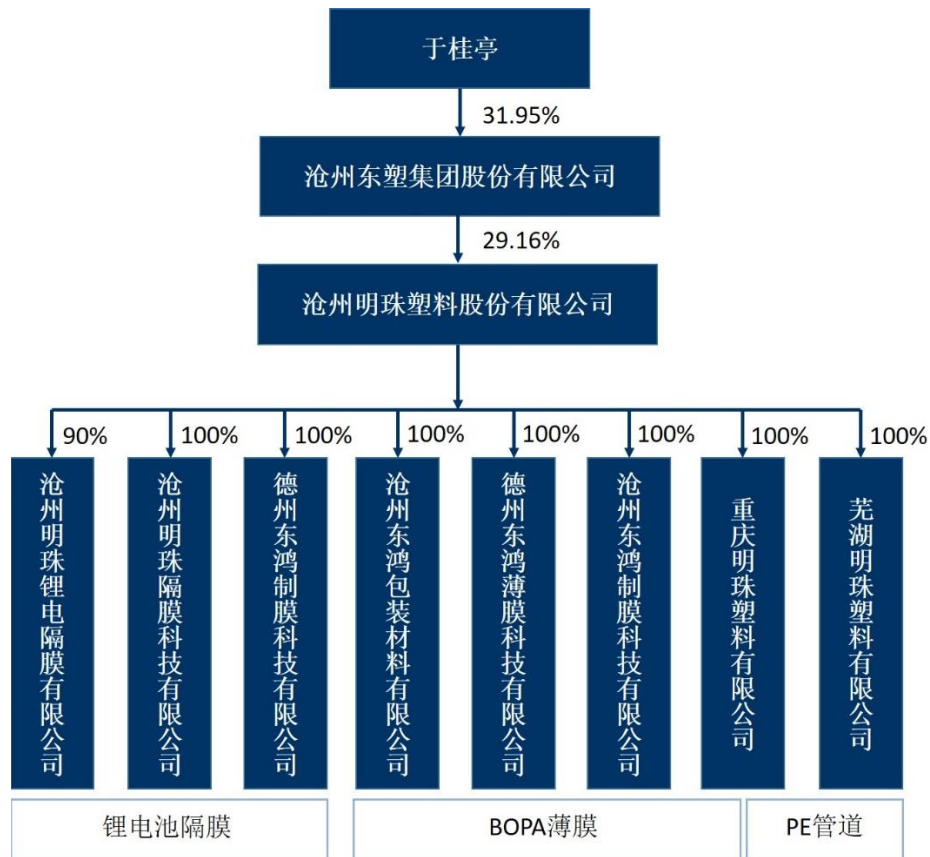 于桂亭
31.95%
沧州东塑集团股份有限公司
29.16%
沧州明珠塑料股份有限公司
90%
100%
100%
100%
100%
100%
100%
100%
沧州明珠锂电隔膜有限公司
沧州明珠隔膜科技有限公司
德州东鸿制膜科技有限公司
沧州东鸿包装材料有限公司
德州东鸿薄膜科技有限公司
沧州东鸿制膜科技有限公司
重庆明珠塑料有限公司
芜湖明珠塑料有限公司
锂电池隔膜
BOPA薄膜
PE管道